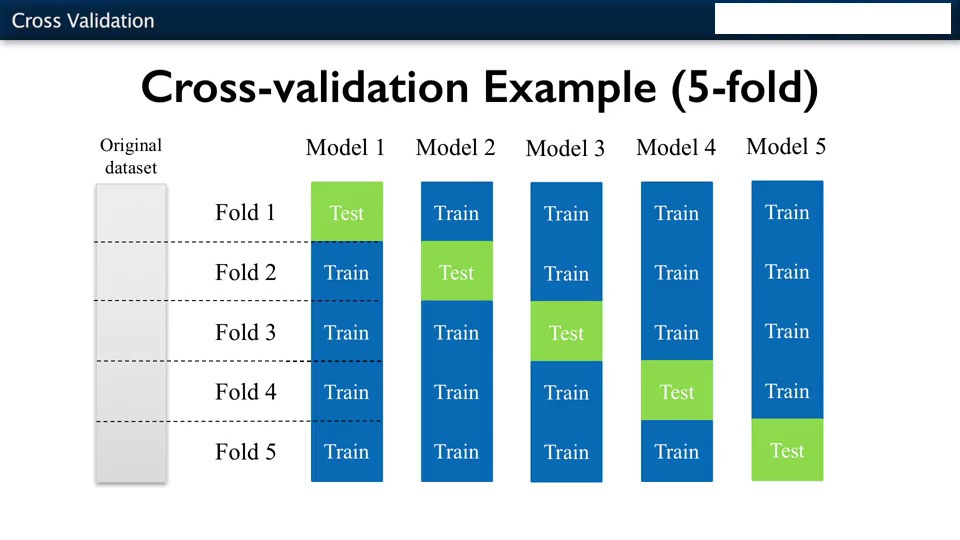 Cross Validation
Cross-validation Example (5-fold)
Original
dataset
Model 1 Model 2 Model 3 Model 4 Model 5
Fold 1 Test Train Train Train Train
Fold 2 Train Test Train Train Train
Fold 3 Train Train Test Train Train
Fold 4 Train Train Train Test Train
Fold 5 Train Train Train Train Test